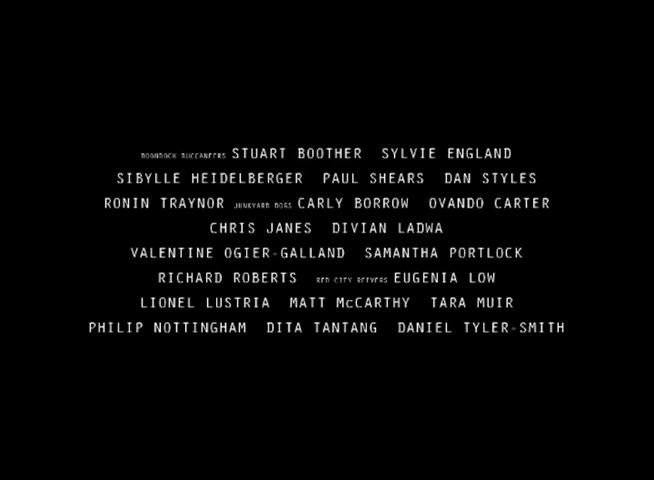 BOONDOCK BUCCANEERS STUART BOOTHER SYLVIE ENGLAND
SIBYLLE HEIDELBERGER PAUL SHEARS DAN STYLES
RONIN TRAYNOR JUNKYARD DOGS CARLY BORROW OVANDO CARTER
CHRIS JANES DIVIAN LADWA
VALENTINE OGIER-GALLAND SAMANTHA PORTLOCK
RICHARD ROBERTS RED CITY REEVERS EUGENIA LOW
LIONEL LUSTRIA MATT McCARTHY TARA MUIR
PHILIP NOTTINGHAM DITA TANTANG DANIEL TYLER-SMITH